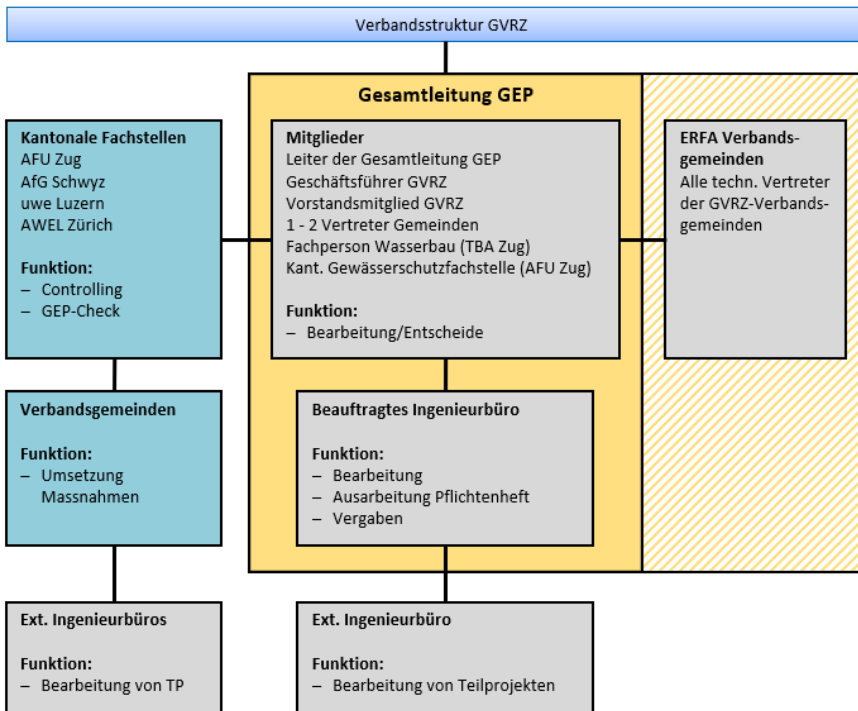 Verbandsstruktur GVRZ
Gesamtleitung GEP
Kantonale Fachstellen
AFU Zug
AfG Schwyz
uwe Luzern
AWEL Zürich
Funktion:
– Controlling
– GEP-Check
Mitglieder
Leiter der Gesamtleitung GEP
Geschäftsführer GVRZ
Vorstandsmitglied GVRZ
1 - 2 Vertreter Gemeinden
Fachperson Wasserbau (TBA Zug)
Kant. Gewässerschutzfachstelle (AFU Zug)
Funktion:
– Bearbeitung/Entscheide
ERFA Verbands-
gemeinden
Alle techn. Vertreter
der GVRZ-Verbands-
gemeinden
Verbandsgemeinden
Funktion:
– Umsetzung
Massnahmen
Beauftragtes Ingenieurbüro
Funktion:
– Bearbeitung
– Ausarbeitung Pflichtenheft
– Vergaben
Ext. Ingenieurbüros
Funktion:
– Bearbeitung von TP
Ext. Ingenieurbüro
Funktion:
– Bearbeitung von Teilprojekten